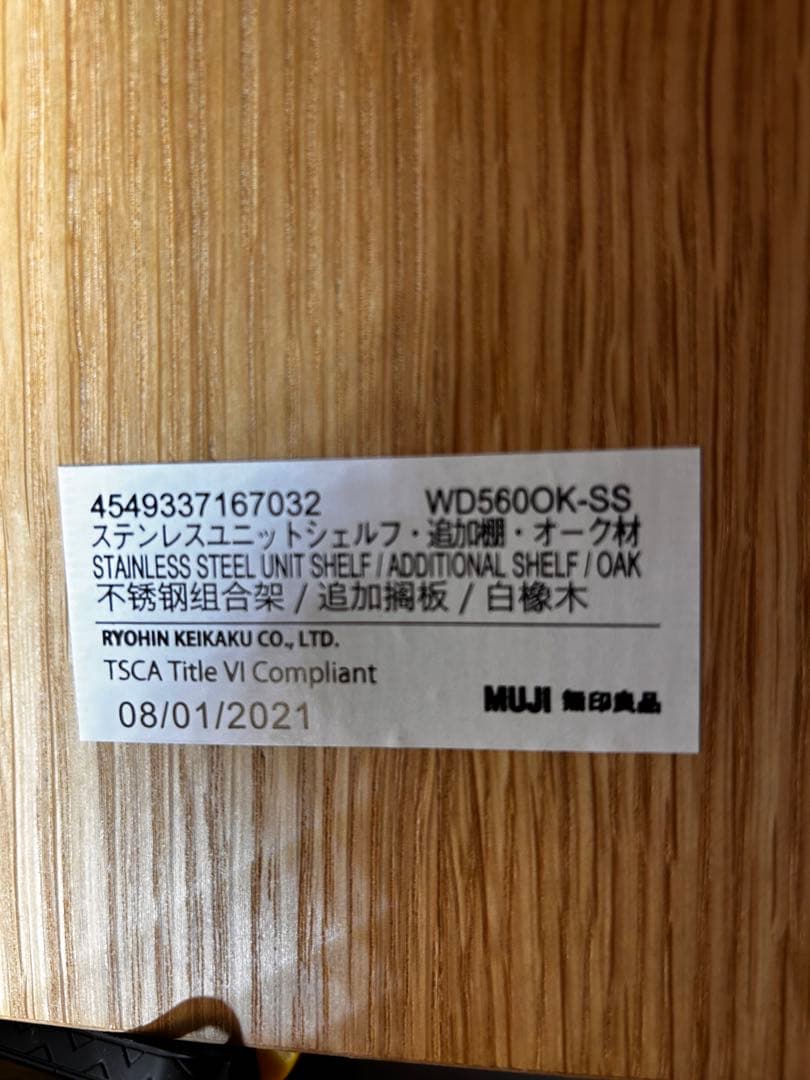 4549337167032 WD560OK-SS
ステンレスユニットシェルフ・追加棚・オーク材
STAINLESS STEEL UNIT SHELF / ADDITIONAL SHELF / OAK
不锈钢组合架 / 追加搁板 / 白橡木
RYOHIN KEIKAKU CO., LTD.
TSCA Title VI Compliant
08/01/2021
MUJI 無印良品